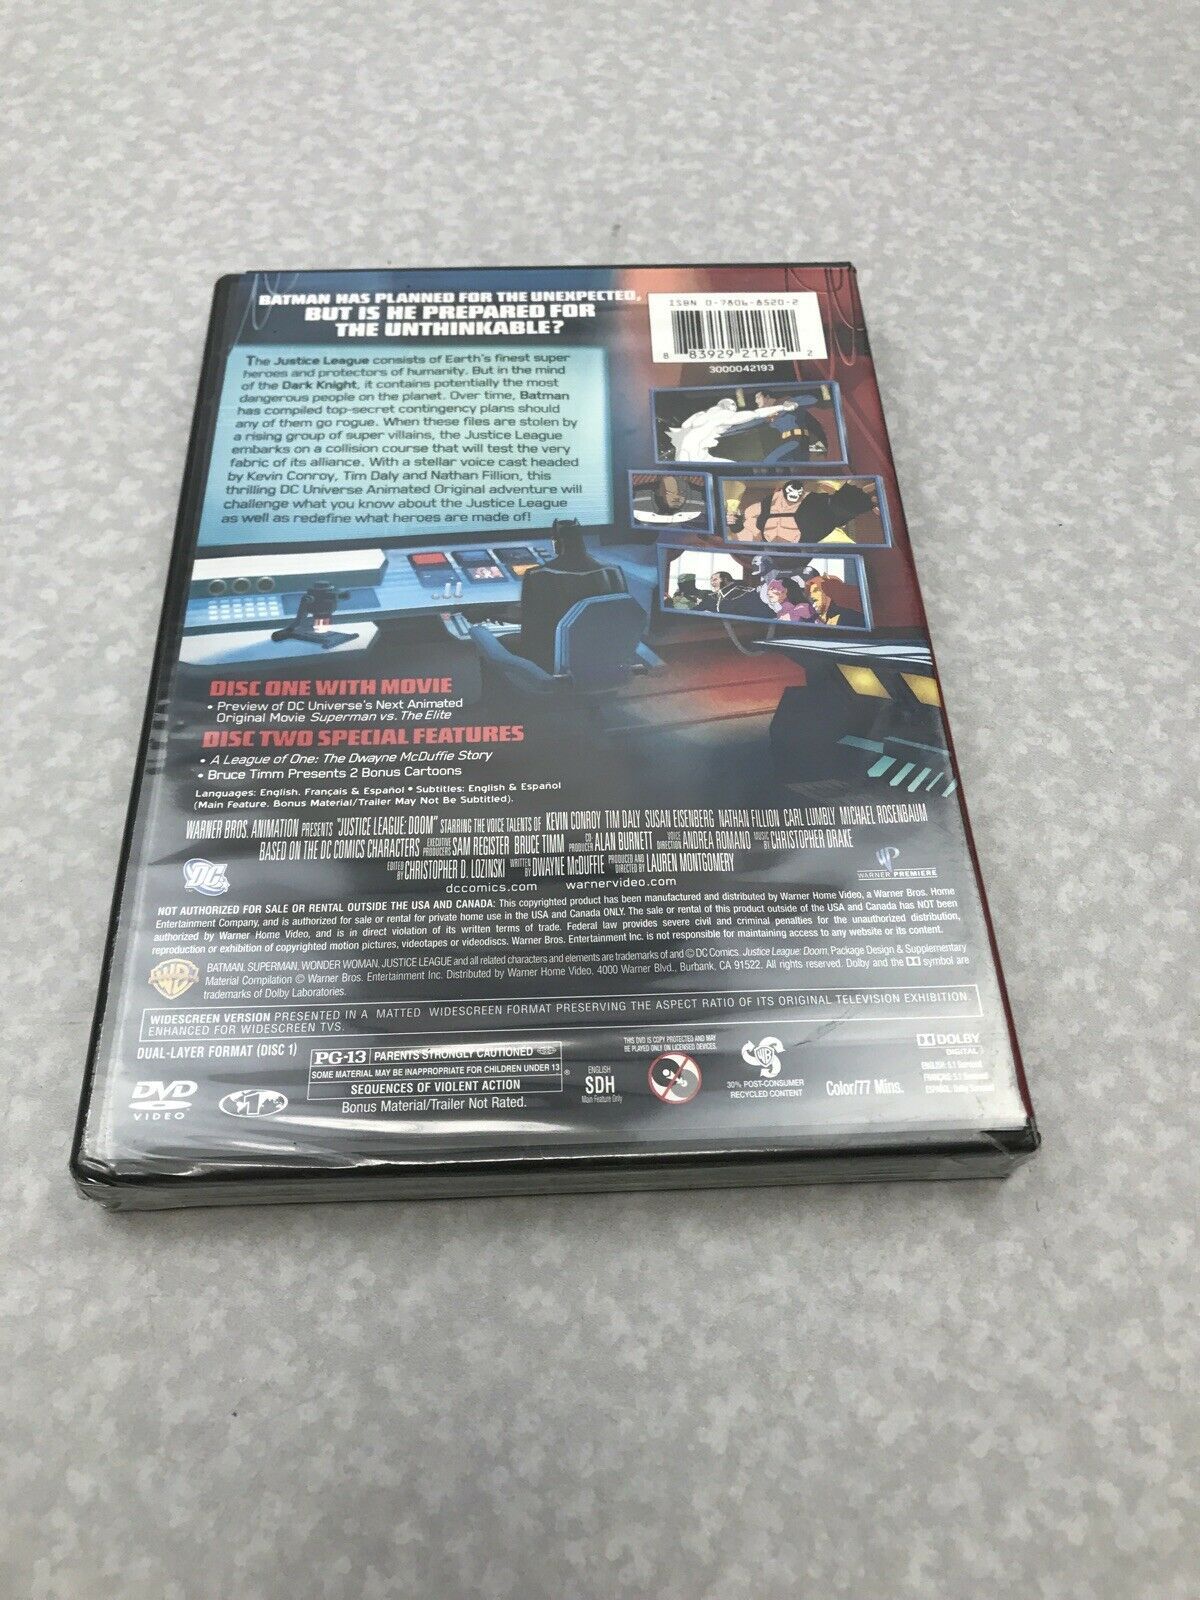 BATMAN HAS PLANNED FOR THE UNEXPECTED,
BUT IS HE PREPARED FOR
THE UNTHINKABLE?
ISBN 0-7806-8520-2
8 83929 21271 2
3000042193
The Justice League consists of Earth's finest super
heroes and protectors of humanity. But in the mind
of the Dark Knight, it contains potentially the most
dangerous people on the planet. Over time, Batman
has compiled top-secret contingency plans should
any of them go rogue. When these files are stolen by
a rising group of super villains, the Justice League
embarks on a collision course that will test the very
fabric of its alliance. With a stellar voice cast headed
by Kevin Conroy, Tim Daly and Nathan Fillion, this
thrilling DC Universe Animated Original adventure will
challenge what you know about the Justice League
as well as redefine what heroes are made of!
DISC ONE WITH MOVIE
• Preview of DC Universe's Next Animated
Original Movie Superman vs. The Elite
DISC TWO SPECIAL FEATURES
• A League of One: The Dwayne McDuffie Story
• Bruce Timm Presents 2 Bonus Cartoons
Languages: English, Français & Español • Subtitles: English & Español
(Main Feature. Bonus Material/Trailer May Not Be Subtitled).
WARNER BROS. ANIMATION PRESENTS "JUSTICE LEAGUE: DOOM" STARRING THE VOICE TALENTS OF KEVIN CONROY TIM DALY SUSAN EISENBERG NATHAN FILLION CARL LUMBLY MICHAEL ROSENBAUM
BASED ON THE DC COMICS CHARACTERS EXECUTIVE PRODUCERS SAM REGISTER BRUCE TIMM CO-PRODUCER ALAN BURNETT VOICE DIRECTION ANDREA ROMANO MUSIC BY CHRISTOPHER DRAKE
EDITED BY CHRISTOPHER D. LOZINSKI WRITTEN BY DWAYNE McDUFFIE PRODUCED AND DIRECTED BY LAUREN MONTGOMERY
DC
WP
WARNER PREMIERE
dccomics.com warnervideo.com
NOT AUTHORIZED FOR SALE OR RENTAL OUTSIDE THE USA AND CANADA: This copyrighted product has been manufactured and distributed by Warner Home Video, a Warner Bros. Home
Entertainment Company, and is authorized for sale or rental for private home use in the USA and Canada ONLY. The sale or rental of this product outside of the USA and Canada has NOT been
authorized by Warner Home Video, and is in direct violation of its written terms of trade. Federal law provides severe civil and criminal penalties for the unauthorized distribution,
reproduction or exhibition of copyrighted motion pictures, videotapes or videodiscs. Warner Bros. Entertainment Inc. is not responsible for maintaining access to any website or its content.
WB
BATMAN, SUPERMAN, WONDER WOMAN, JUSTICE LEAGUE and all related characters and elements are trademarks of and © DC Comics. Justice League: Doom, Package Design & Supplementary
Material Compilation © Warner Bros. Entertainment Inc. Distributed by Warner Home Video, 4000 Warner Blvd., Burbank, CA 91522. All rights reserved. Dolby and the DD symbol are
trademarks of Dolby Laboratories.
WIDESCREEN VERSION PRESENTED IN A MATTED WIDESCREEN FORMAT PRESERVING THE ASPECT RATIO OF ITS ORIGINAL TELEVISION EXHIBITION.
ENHANCED FOR WIDESCREEN TVS.
DUAL-LAYER FORMAT (DISC 1)
DVD
VIDEO
1
PG-13 PARENTS STRONGLY CAUTIONED
SOME MATERIAL MAY BE INAPPROPRIATE FOR CHILDREN UNDER 13 ®
SEQUENCES OF VIOLENT ACTION
Bonus Material/Trailer Not Rated.
ENGLISH
SDH
Main Feature Only
THIS DVD IS COPY PROTECTED AND MAY
BE PLAYED ONLY ON LICENSED DEVICES.
WB
30% POST-CONSUMER
RECYCLED CONTENT
Color/77 Mins.
DOLBY
DIGITAL
ENGLISH: 5.1 Surround
FRANÇAIS: 5.1 Surround
ESPAÑOL: Dolby Surround